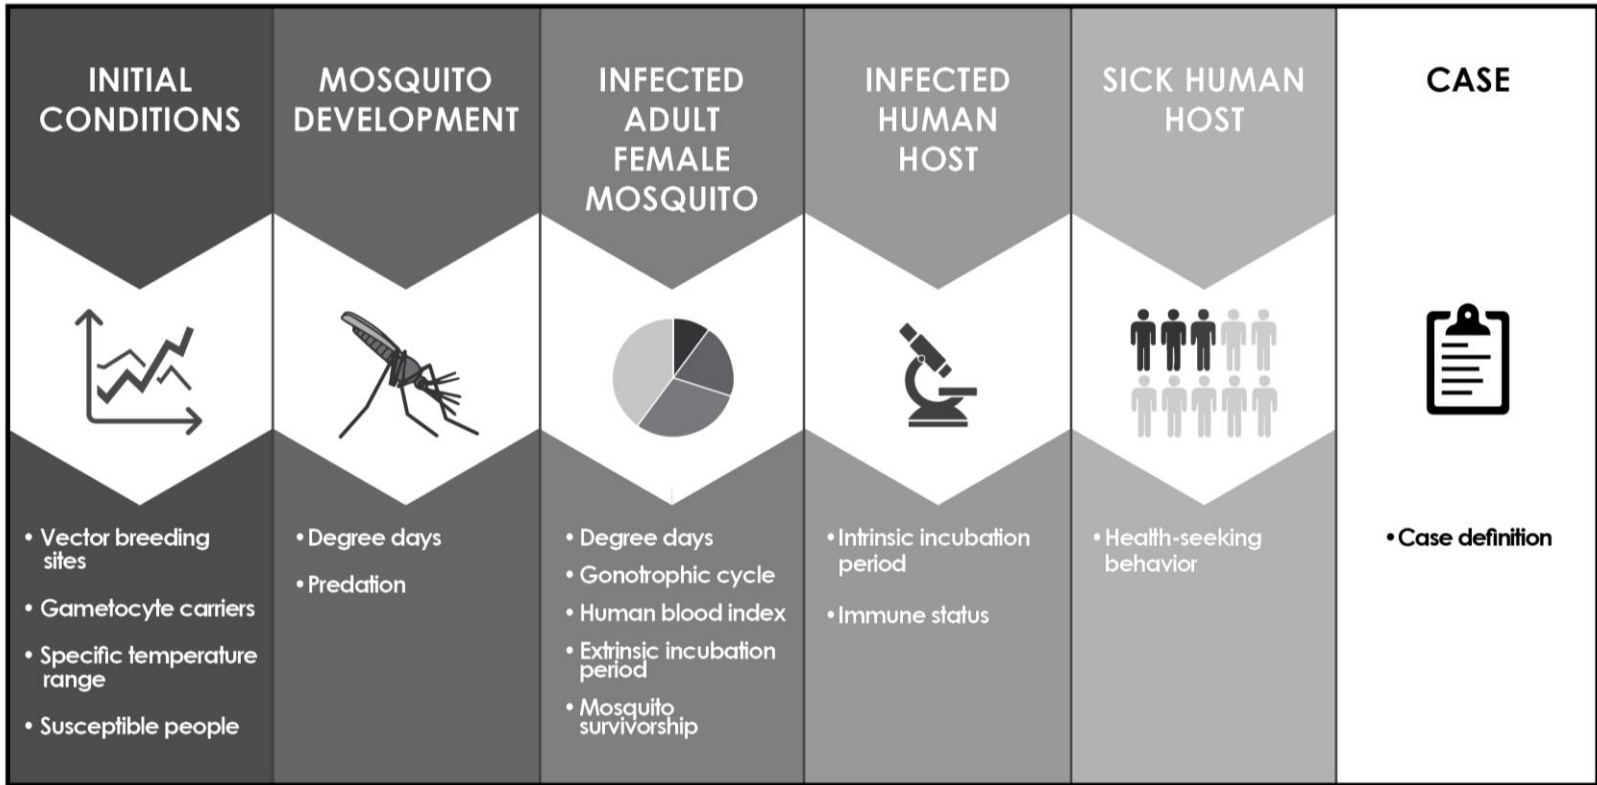 INITIAL
CONDITIONS
• Vector breeding
sites
• Gametocyte carriers
• Specific temperature
range
• Susceptible people
MOSQUITO
DEVELOPMENT
• Degree days
• Predation
INFECTED
ADULT
FEMALE
MOSQUITO
• Degree days
• Gonotrophic cycle
• Human blood index
• Extrinsic incubation
period
• Mosquito
survivorship
INFECTED
HUMAN
HOST
• Intrinsic incubation
period
• Immune status
SICK HUMAN
HOST
• Health-seeking
behavior
CASE
• Case definition